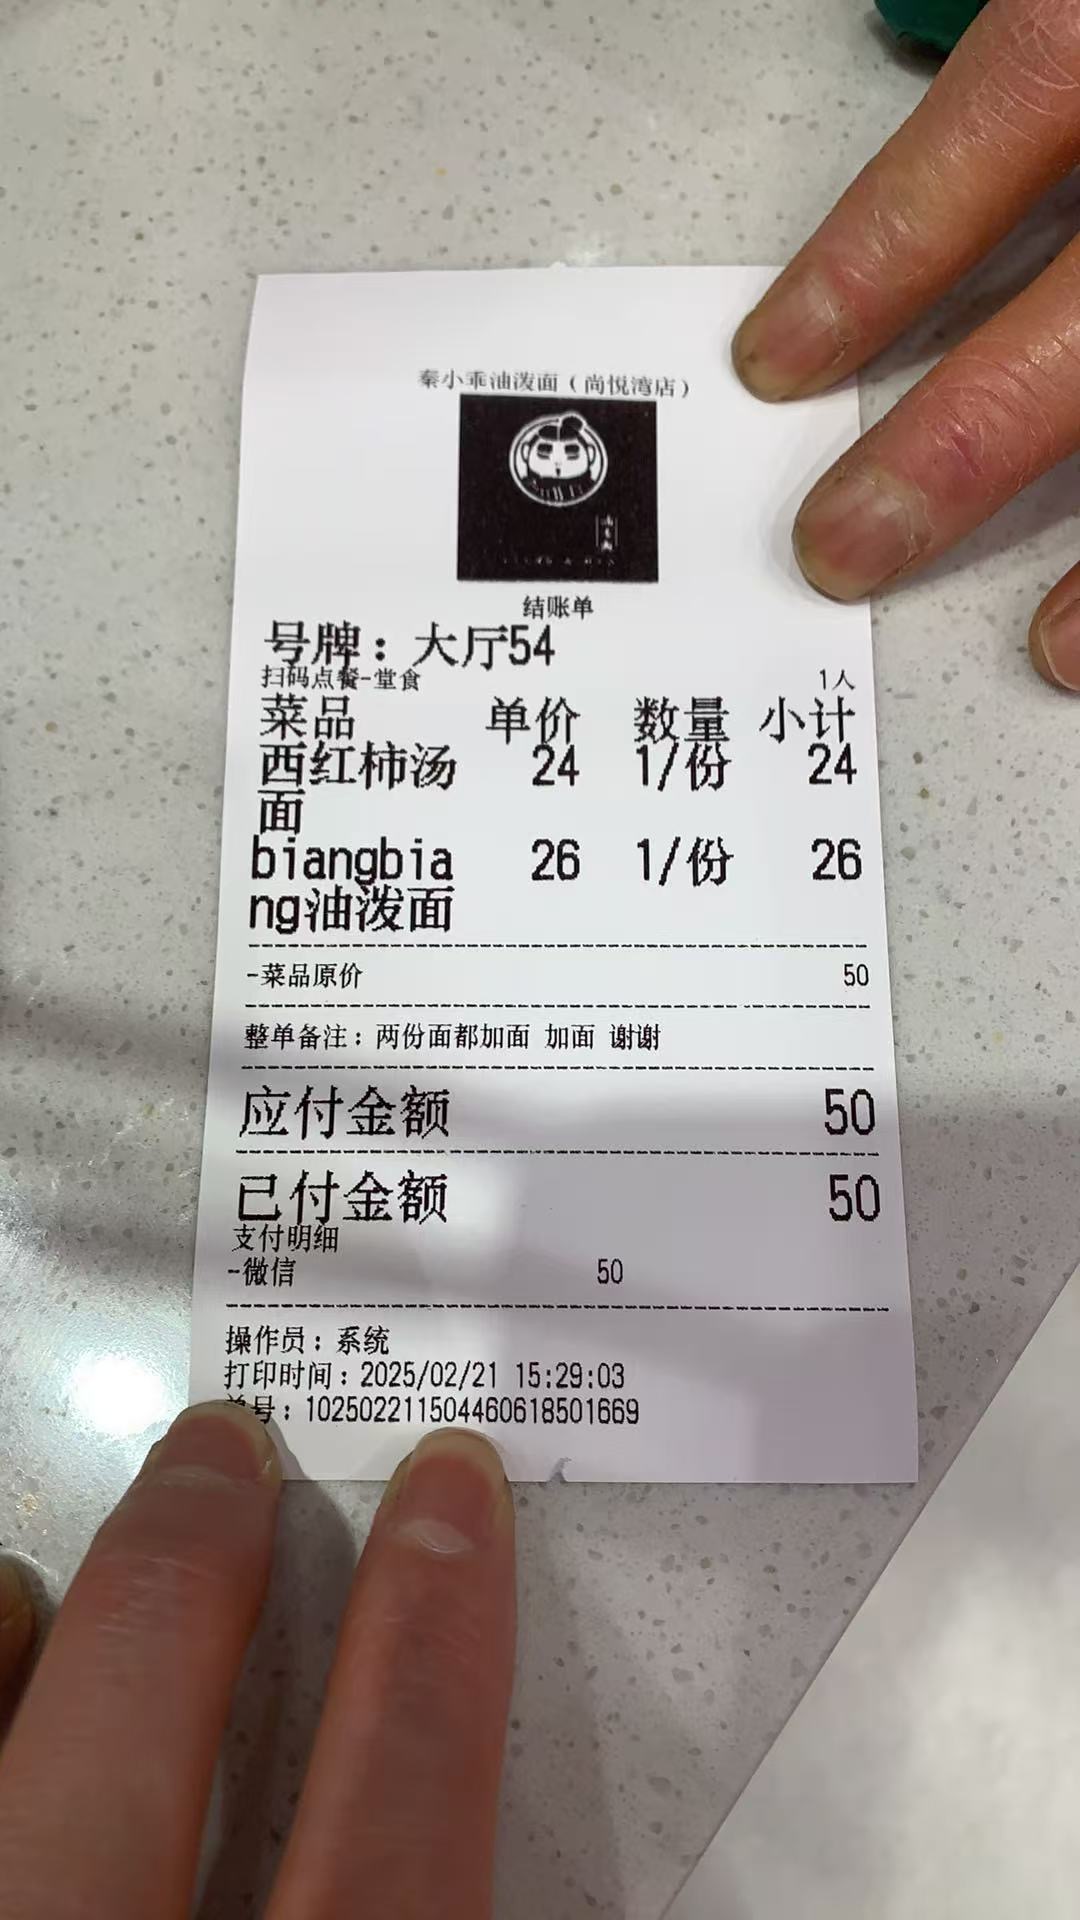 秦小乖油泼面（尚悦湾店）
结账单
号牌：大厅54
扫码点餐-堂食 1人
菜品 单价 数量 小计
西红柿汤 24 1/份 24
面
biangbia 26 1/份 26
ng油泼面
-菜品原价 50
整单备注：两份面都加面 加面 谢谢
应付金额 50
已付金额 50
支付明细
-微信 50
操作员：系统
打印时间：2025/02/21 15:29:03
单号：102502211504460618501669